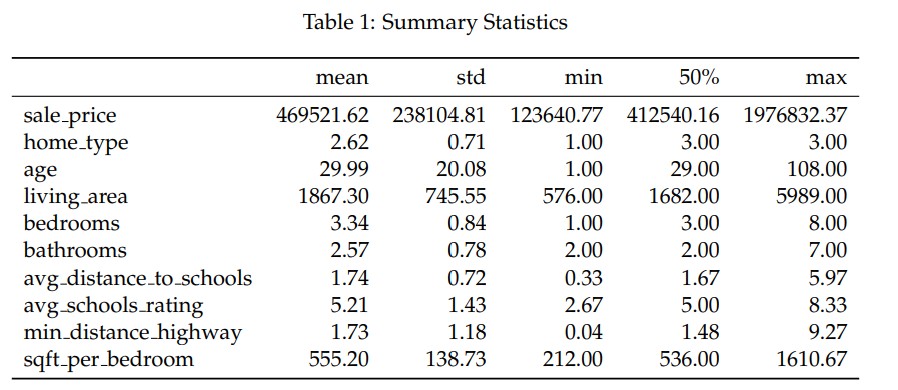 Table 1: Summary Statistics
mean std min 50% max
sale_price 469521.62 238104.81 123640.77 412540.16 1976832.37
home_type 2.62 0.71 1.00 3.00 3.00
age 29.99 20.08 1.00 29.00 108.00
living_area 1867.30 745.55 576.00 1682.00 5989.00
bedrooms 3.34 0.84 1.00 3.00 8.00
bathrooms 2.57 0.78 2.00 2.00 7.00
avg_distance_to_schools 1.74 0.72 0.33 1.67 5.97
avg_schools_rating 5.21 1.43 2.67 5.00 8.33
min_distance_highway 1.73 1.18 0.04 1.48 9.27
sqft_per_bedroom 555.20 138.73 212.00 536.00 1610.67